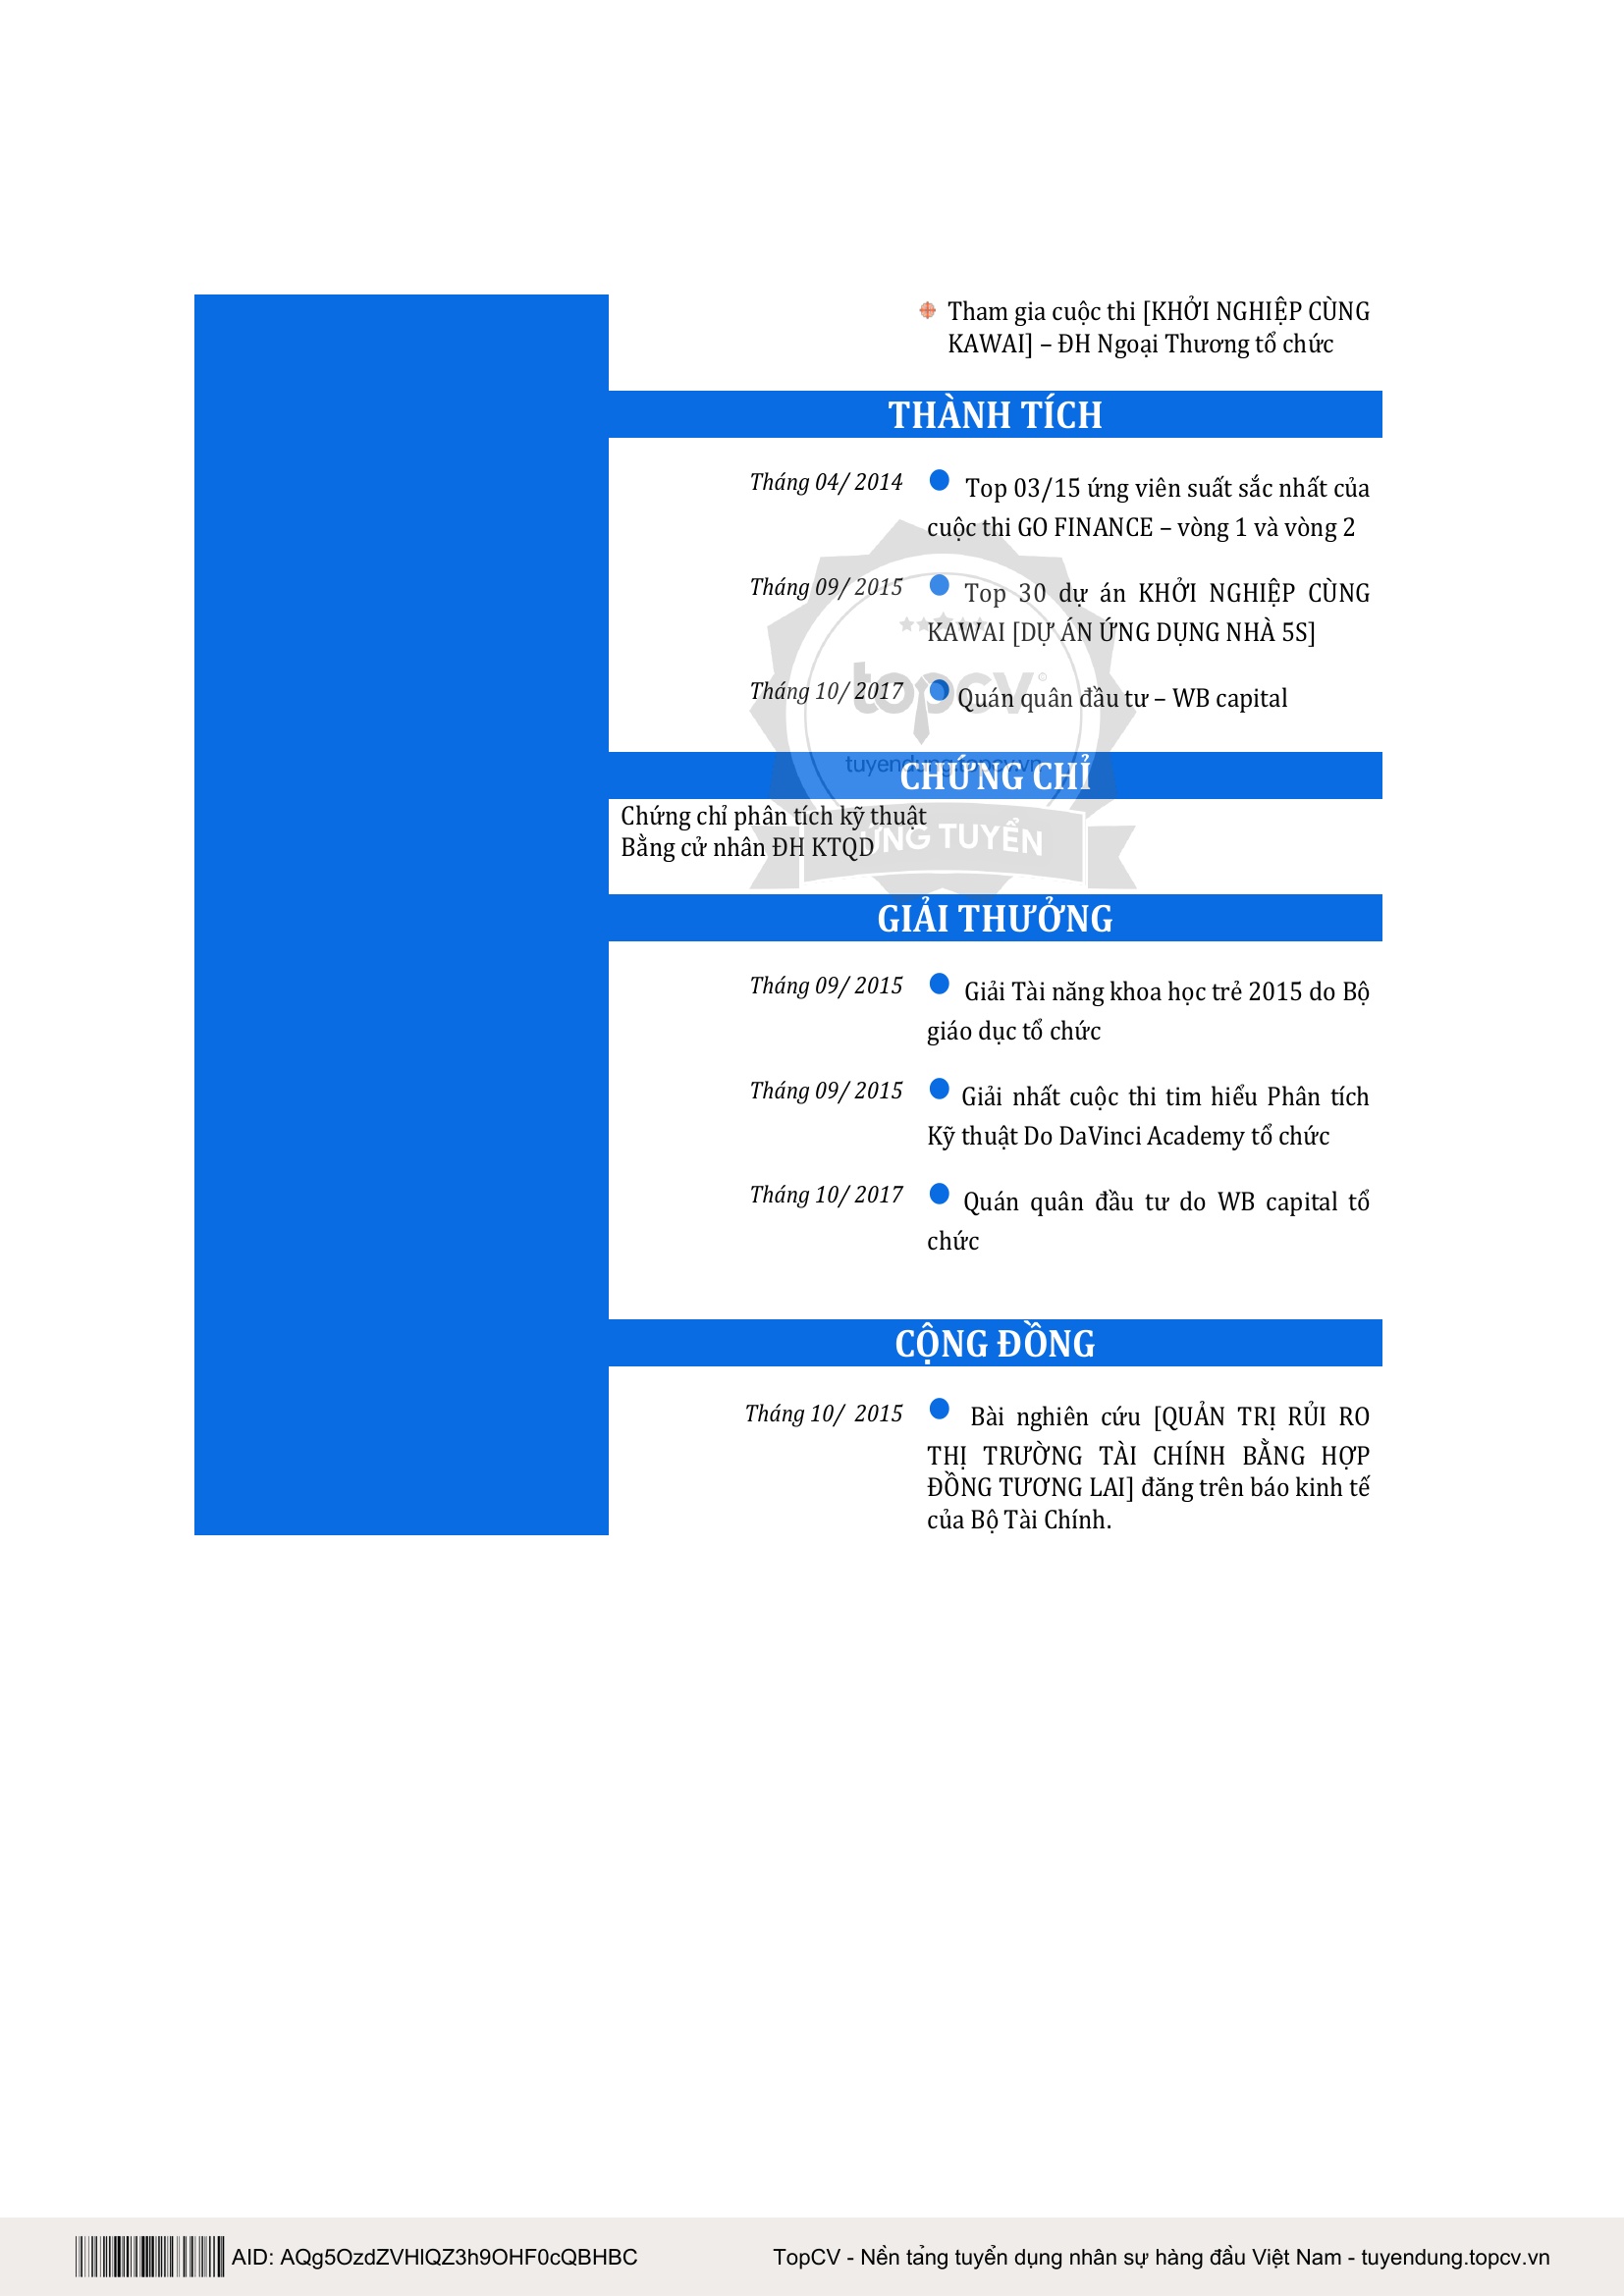 Tham gia cuộc thi [KHỞI NGHIỆP CÙNG
KAWAI] – ĐH Ngoại Thương tổ chức
THÀNH TÍCH
Tháng 04/ 2014
Top 03/15 ứng viên suất sắc nhất của
cuộc thi GO FINANCE – vòng 1 và vòng 2
Tháng 09/ 2015
Top 30 dự án KHỞI NGHIỆP CÙNG
KAWAI [DỰ ÁN ỨNG DỤNG NHÀ 5S]
Tháng 10/ 2017
Quán quân đầu tư – WB capital
topcv
tuyendung.topcv.vn
CHỨNG CHỈ
Chứng chỉ phân tích kỹ thuật
Bằng cử nhân ĐH KTQD
ỨNG TUYỂN
GIẢI THƯỞNG
Tháng 09/ 2015
Giải Tài năng khoa học trẻ 2015 do Bộ
giáo dục tổ chức
Tháng 09/ 2015
Giải nhất cuộc thi tim hiểu Phân tích
Kỹ thuật Do DaVinci Academy tổ chức
Tháng 10/ 2017
Quán quân đầu tư do WB capital tổ
chức
CỘNG ĐỒNG
Tháng 10/  2015
Bài nghiên cứu [QUẢN TRỊ RỦI RO
THỊ TRƯỜNG TÀI CHÍNH BẰNG HỢP
ĐỒNG TƯƠNG LAI] đăng trên báo kinh tế
của Bộ Tài Chính.
AID: AQg5OzdZVHlQZ3h9OHF0cQBHBC
TopCV - Nền tảng tuyển dụng nhân sự hàng đầu Việt Nam - tuyendung.topcv.vn